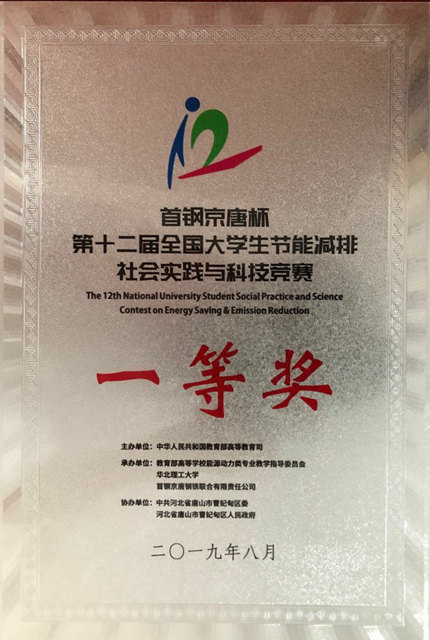 首钢京唐杯
第十二届全国大学生节能减排
社会实践与科技竞赛
The 12th National University Student Social Practice and Science
Contest on Energy Saving & Emission Reduction
一等奖
主办单位：中华人民共和国教育部高等教育司
承办单位：教育部高等学校能源动力类专业教学指导委员会
华北理工大学
首钢京唐钢铁联合有限责任公司
协办单位：中共河北省唐山市曹妃甸区委
河北省唐山市曹妃甸区人民政府
二〇一九年八月